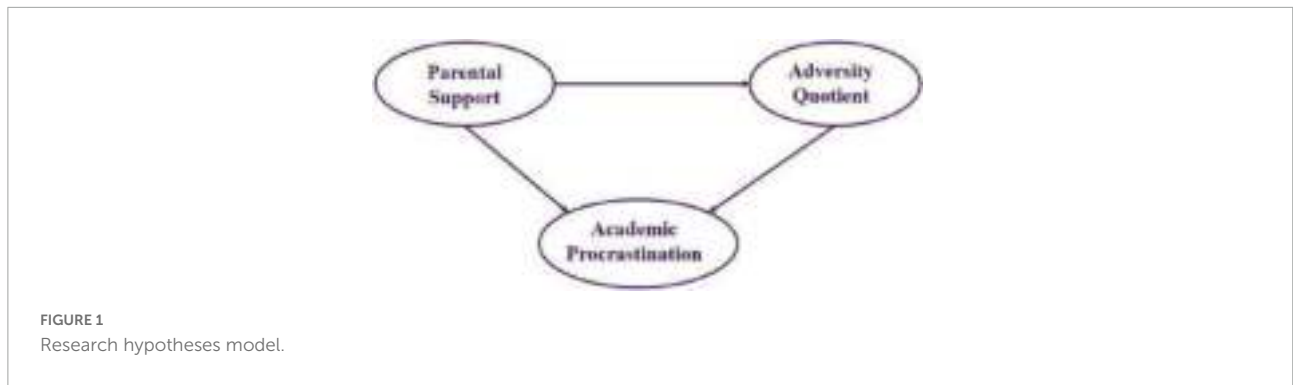 Parental
Support
Adversity
Quotient
Academic
Procrastination
FIGURE 1
Research hypotheses model.